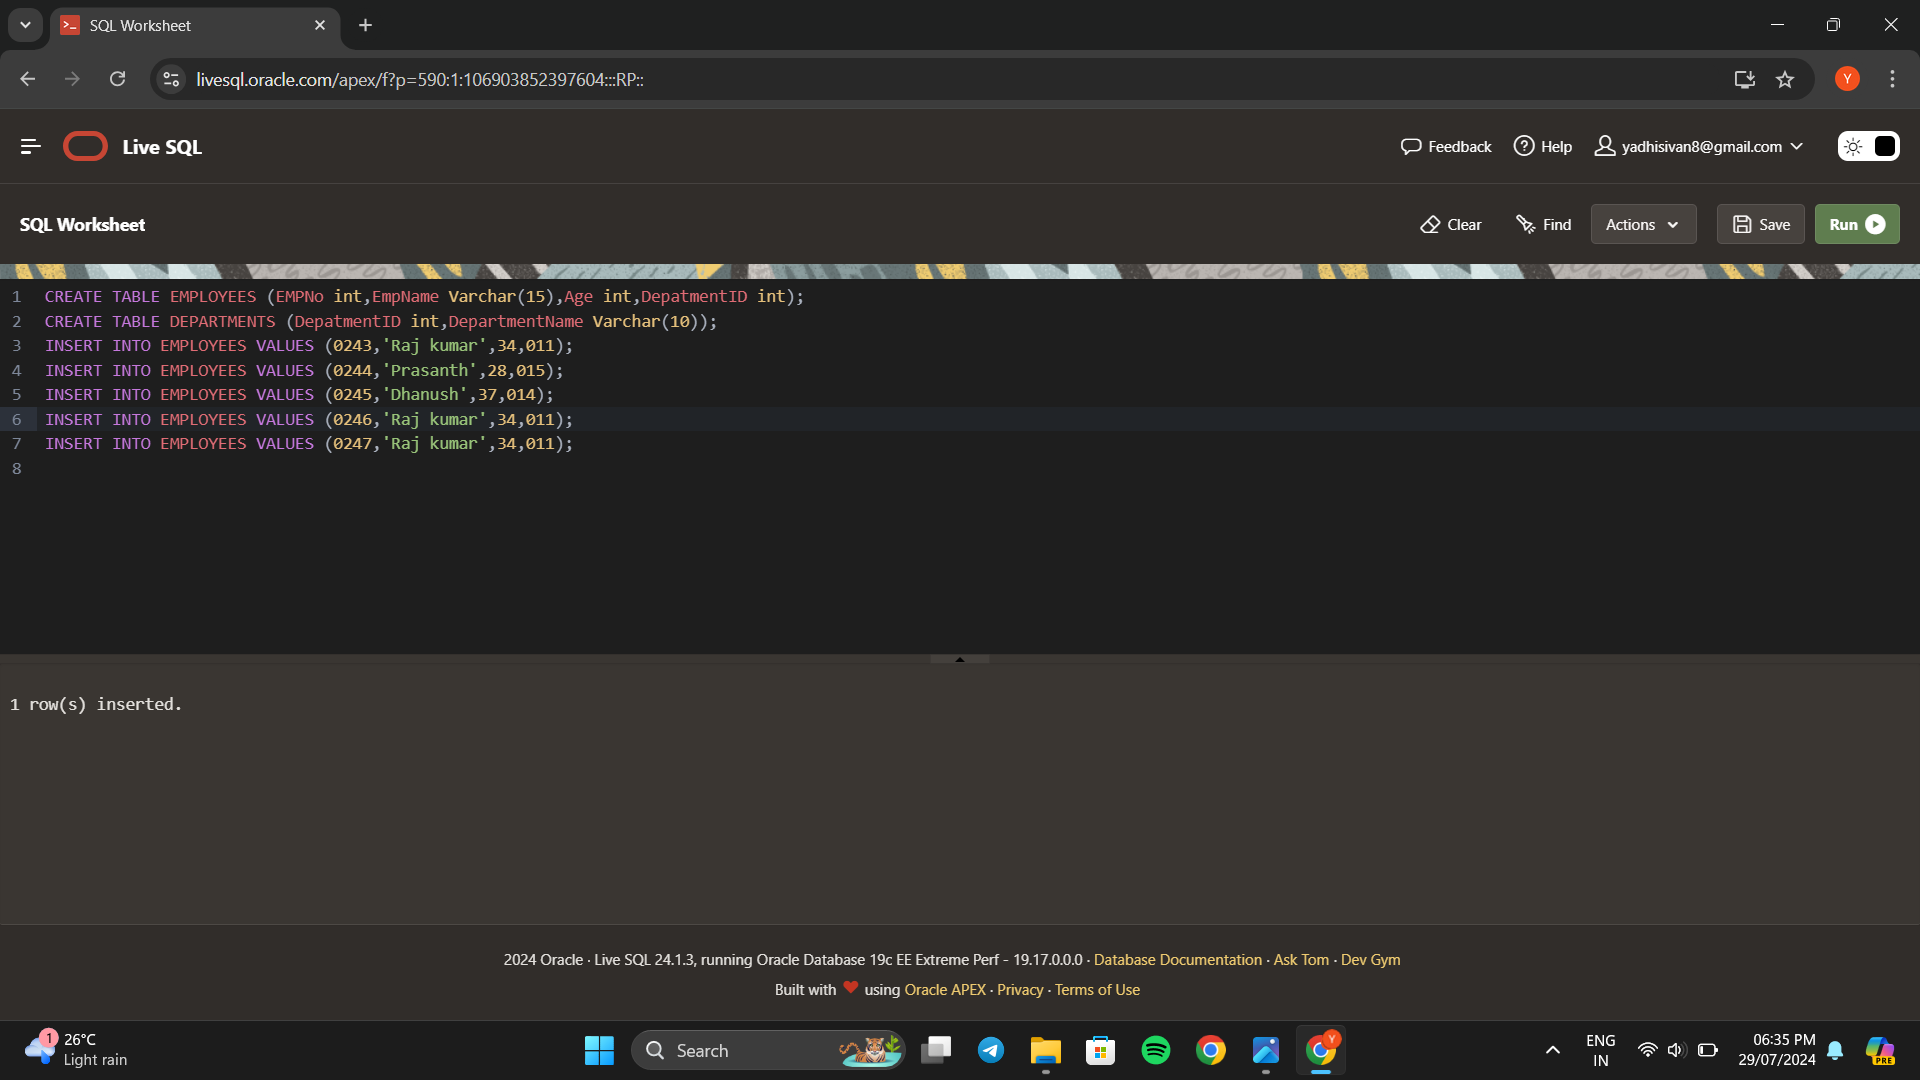 SQL Worksheet
livesql.oracle.com/apex/f?p=590:1:106903852397604:::RP::
Y
Live SQL
Feedback
Help
yadhisivan8@gmail.com
SQL Worksheet
Clear
Find
Actions
Save
Run
1 CREATE TABLE EMPLOYEES (EMPNo int,EmpName Varchar(15),Age int,DepatmentID int);
2 CREATE TABLE DEPARTMENTS (DepatmentID int,DepartmentName Varchar(10));
3 INSERT INTO EMPLOYEES VALUES (0243,'Raj kumar',34,011);
4 INSERT INTO EMPLOYEES VALUES (0244,'Prasanth',28,015);
5 INSERT INTO EMPLOYEES VALUES (0245,'Dhanush',37,014);
6 INSERT INTO EMPLOYEES VALUES (0246,'Raj kumar',34,011);
7 INSERT INTO EMPLOYEES VALUES (0247,'Raj kumar',34,011);
8
1 row(s) inserted.
2024 Oracle · Live SQL 24.1.3, running Oracle Database 19c EE Extreme Perf - 19.17.0.0.0 · Database Documentation · Ask Tom · Dev Gym
Built with ❤ using Oracle APEX · Privacy · Terms of Use
1
26°C
Light rain
Search
Y
ENG
IN
06:35 PM
29/07/2024
PRE